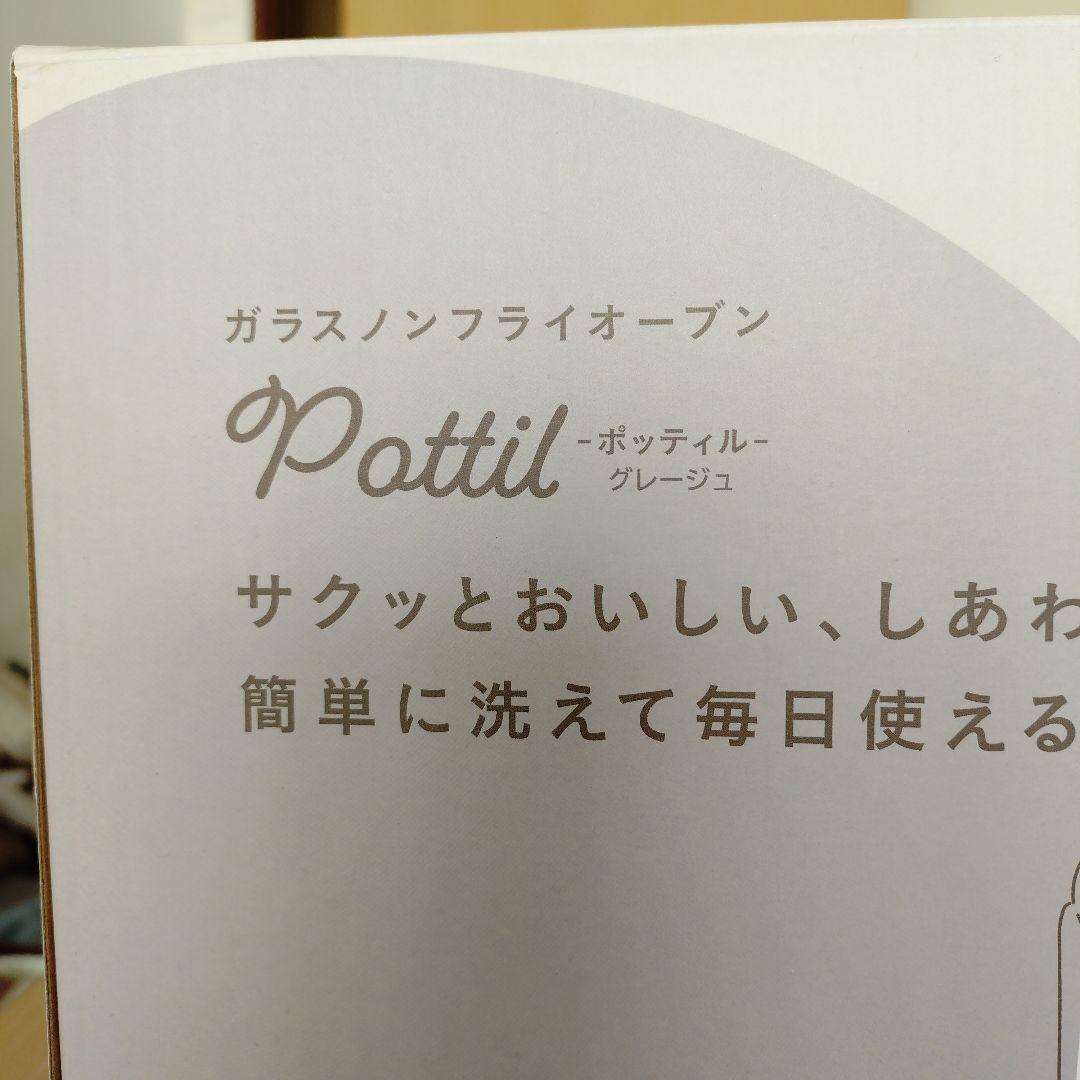 ガラスノンフライオーブン
Pottil -ポッティル-
グレージュ
サクッとおいしい、しあわ
簡単に洗えて毎日使える